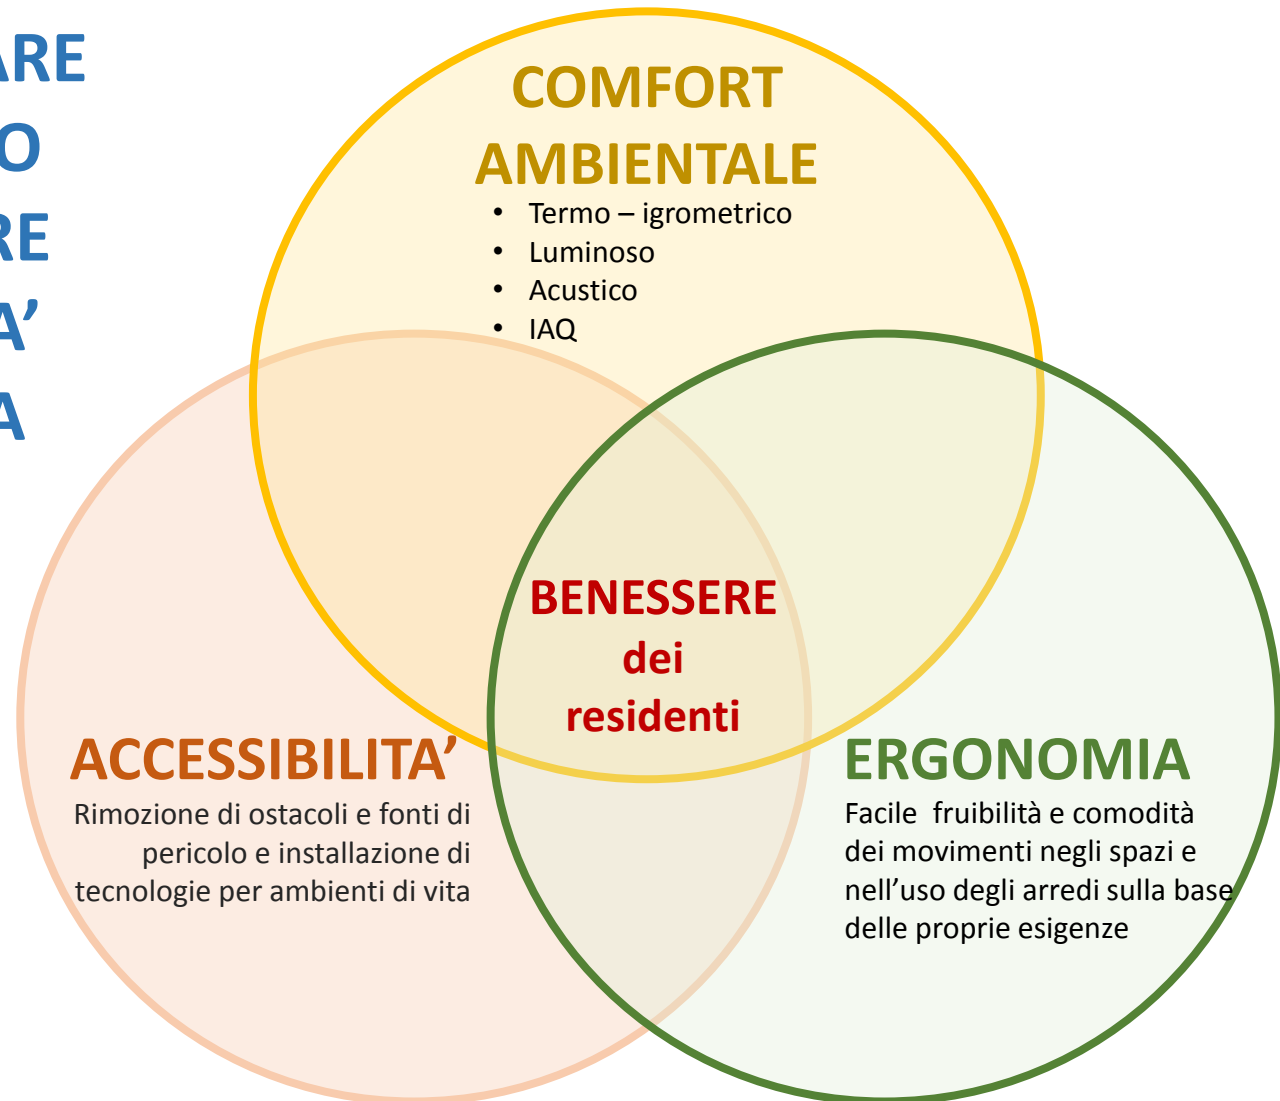 ARE
O
RE
A’
A
COMFORT
AMBIENTALE
• Termo – igrometrico
• Luminoso
• Acustico
• IAQ
BENESSERE
dei
residenti
ACCESSIBILITA’
Rimozione di ostacoli e fonti di
pericolo e installazione di
tecnologie per ambienti di vita
ERGONOMIA
Facile fruibilità e comodità
dei movimenti negli spazi e
nell’uso degli arredi sulla base
delle proprie esigenze